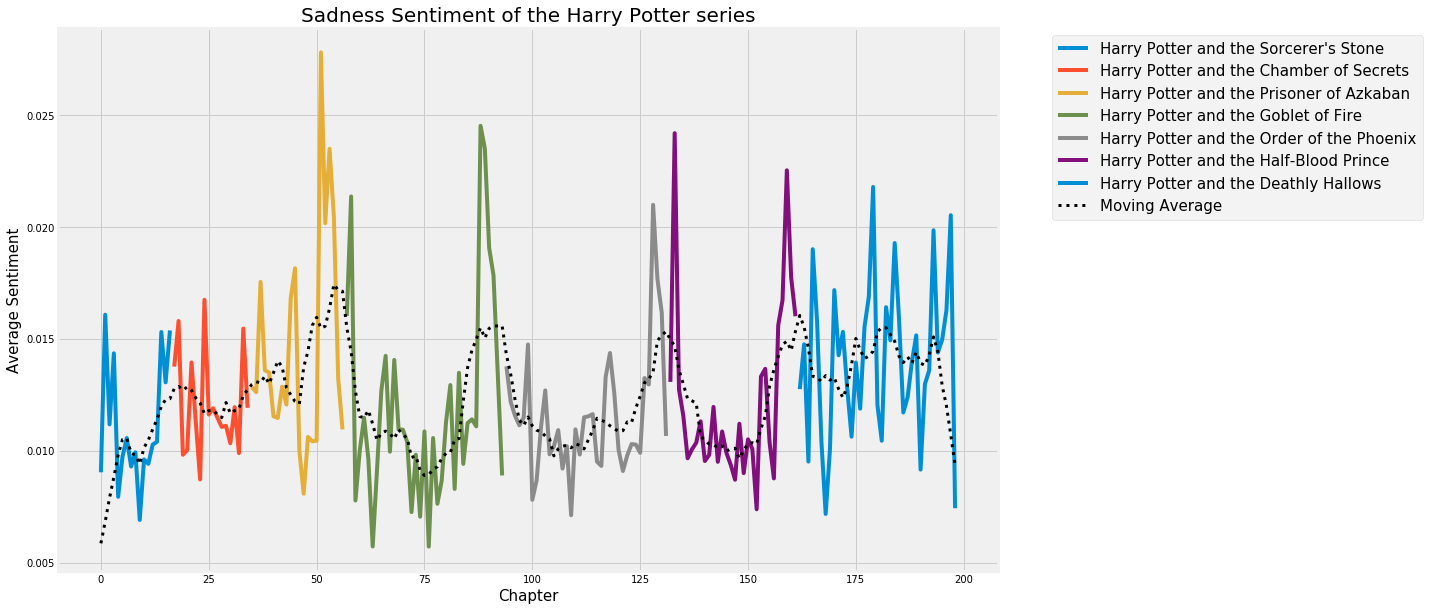 Sadness Sentiment of the Harry Potter series
Harry Potter and the Sorcerer's Stone
Harry Potter and the Chamber of Secrets
Harry Potter and the Prisoner of Azkaban
Harry Potter and the Goblet of Fire
Harry Potter and the Order of the Phoenix
Harry Potter and the Half-Blood Prince
Harry Potter and the Deathly Hallows
Moving Average
Average Sentiment
0.025
0.020
0.015
0.010
0.005
0 25 50 75 100 125 150 175 200
Chapter